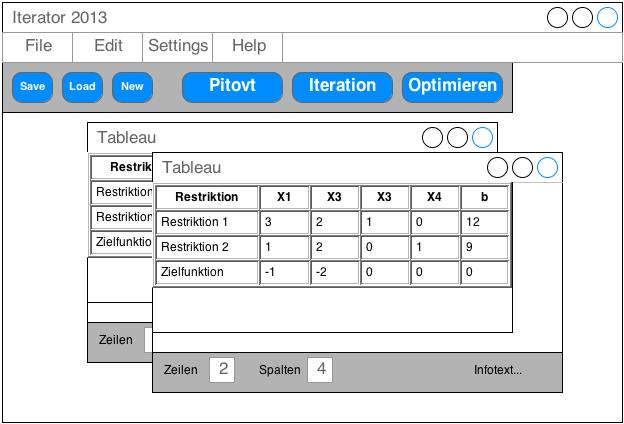 Iterator 2013
File Edit Settings Help
Save Load New Pitovt Iteration Optimieren
Tableau
Restrik
Restriktion
Restriktion
Zielfunktio
Zeilen
Tableau
Restriktion X1 X3 X3 X4 b
Restriktion 1 3 2 1 0 12
Restriktion 2 1 2 0 1 9
Zielfunktion -1 -2 0 0 0
Zeilen 2 Spalten 4 Infotext...